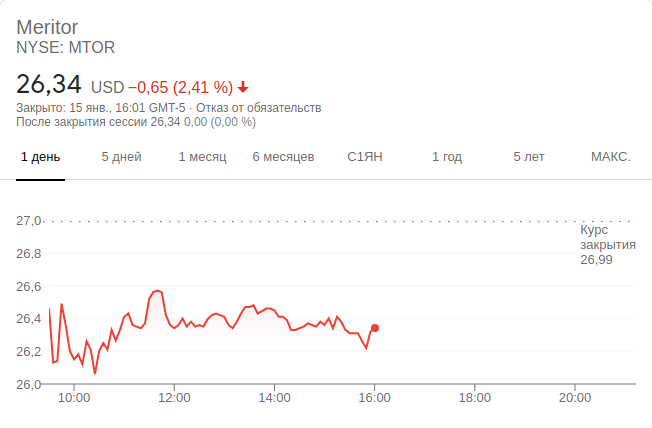 Meritor
NYSE: MTOR
26,34 USD −0,65 (2,41 %)
Закрыто: 15 янв., 16:01 GMT-5 · Отказ от обязательств
После закрытия сессии 26,34 0,00 (0,00 %)
1 день 5 дней 1 месяц 6 месяцев С1ЯН 1 год 5 лет МАКС.
27,0
Курс
закрытия
26,99
26,8
26,6
26,4
26,2
26,0
10:00 12:00 14:00 16:00 18:00 20:00